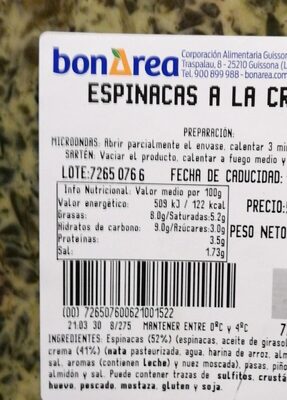 bonArea
Corporación Alimentaria Guissona
Traspalau, 8 - 25210 Guissona (L
Tel. 900 899 988 - bonarea.com
ESPINACAS A LA CR
PREPARACIÓN:
MICROONDAS: Abrir parcialmente el envase, calentar 3 min
SARTÉN: Vaciar el producto, calentar a fuego medio y
LOTE:7265 076 6 FECHA DE CADUCIDAD:
Info Nutricional: Valor medio por 100g
Valor energético: 509 kJ / 122 kcal
Grasas: 8.0g/Saturadas:5.2g
Hidratos de carbono: 9.0g/Azúcares:3.0g
Proteínas: 3.5g
Sal: 1.73g
PRECIO:
PESO NETO
(00) 726507600621001522
21.03 30 8/275 MANTENER ENTRE 0ºC y 4ºC
INGREDIENTES: Espinacas (52%) (espinacas, aceite de girasol
crema (41%) (nata pasteurizada, agua, harina de arroz, alm
sal, aromas (contienen Leche) y nuez moscada), pasas, piño
almidón y sal. Puede contener trazas de sulfitos, crustá
huevo, pescado, mostaza, gluten y soja.